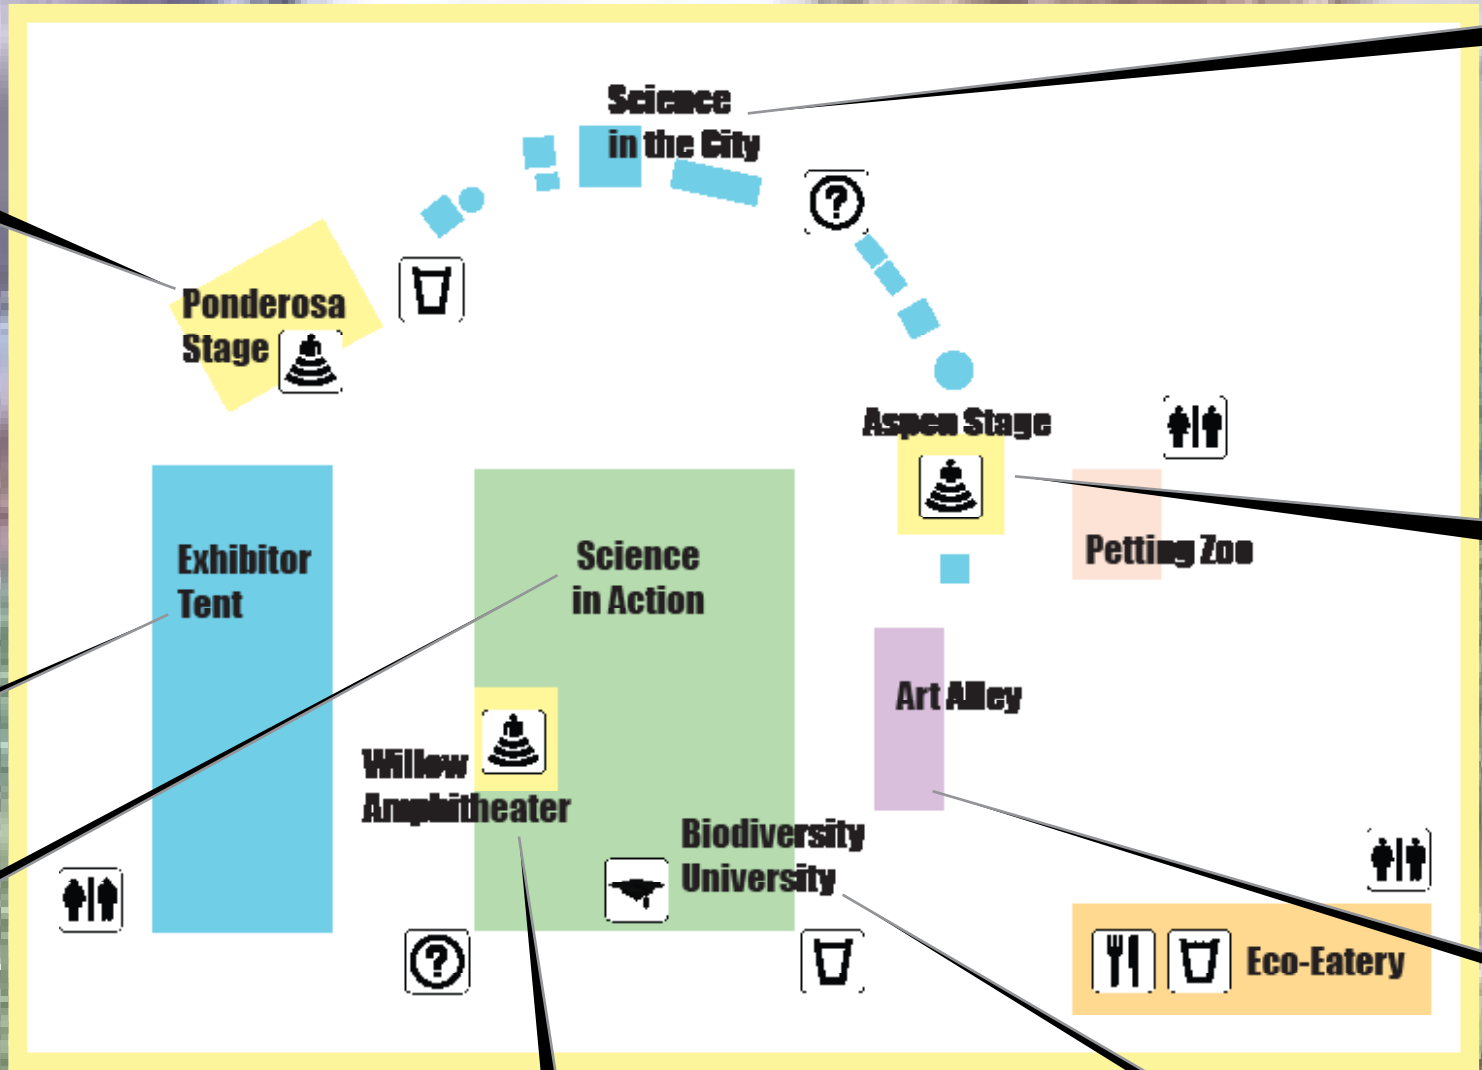 Science
in the City
?
Ponderosa
Stage
Aspen Stage
Exhibitor
Tent
Science
in Action
Petting Zoo
Art Alley
Willow
Amphitheater
Biodiversity
University
?
Eco-Eatery